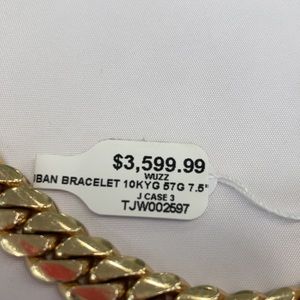 $3,599.99
WUZZ
IBAN BRACELET 10KYG 57G 7.5"
J CASE 3
TJW002597